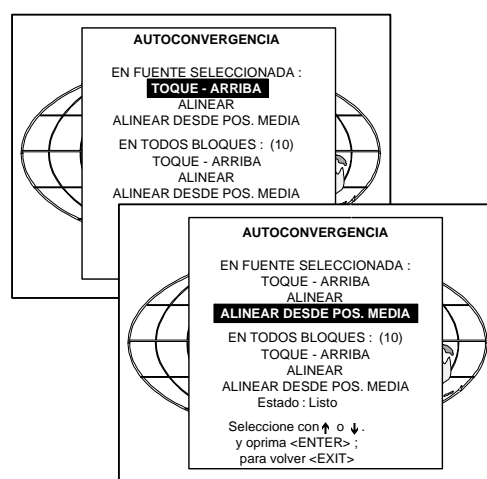 AUTOCONVERGENCIA
EN FUENTE SELECCIONADA :
TOQUE - ARRIBA
ALINEAR
ALINEAR DESDE POS. MEDIA
EN TODOS BLOQUES : (10)
TOQUE - ARRIBA
ALINEAR
ALINEAR DESDE POS. MEDIA
AUTOCONVERGENCIA
EN FUENTE SELECCIONADA :
TOQUE - ARRIBA
ALINEAR
ALINEAR DESDE POS. MEDIA
EN TODOS BLOQUES : (10)
TOQUE - ARRIBA
ALINEAR
ALINEAR DESDE POS. MEDIA
Estado : Listo
Seleccione con ↑ o ↓ .
y oprima <ENTER> ;
para volver <EXIT>